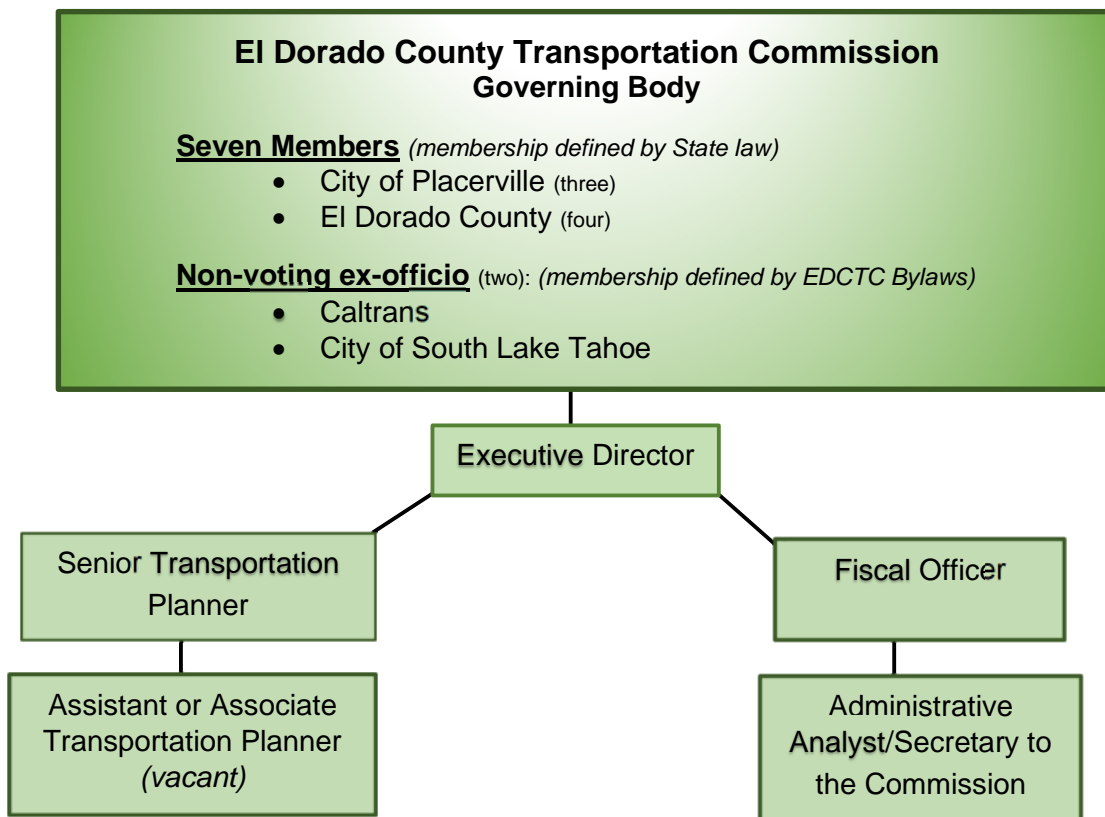 El Dorado County Transportation Commission
Governing Body
Seven Members (membership defined by State law)
• City of Placerville (three)
• El Dorado County (four)
Non-voting ex-officio (two): (membership defined by EDCTC Bylaws)
• Caltrans
• City of South Lake Tahoe
Executive Director
Senior Transportation
Planner
Fiscal Officer
Assistant or Associate
Transportation Planner
(vacant)
Administrative
Analyst/Secretary to
the Commission